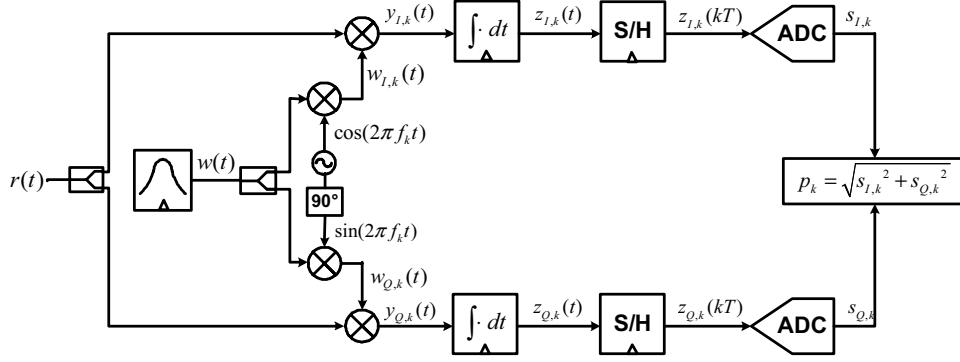 y_{I,k}(t)
∫· dt
z_{I,k}(t)
S/H
z_{I,k}(kT)
ADC
s_{I,k}
w_{I,k}(t)
cos(2πf_k t)
r(t)
w(t)
90°
p_k = √(s_{I,k}² + s_{Q,k}²)
sin(2πf_k t)
w_{Q,k}(t)
y_{Q,k}(t)
∫· dt
z_{Q,k}(t)
S/H
z_{Q,k}(kT)
ADC
s_{Q,k}